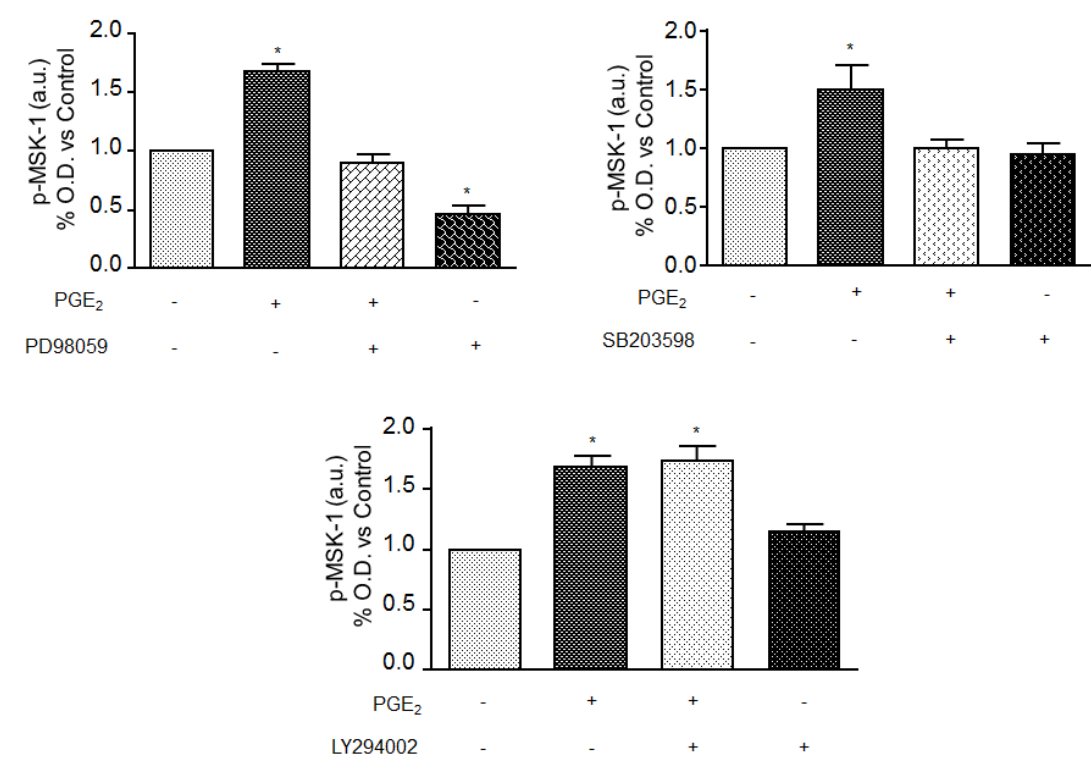 p-MSK-1 (a.u.)
% O.D. vs Control
2.0
*
1.5
1.0
*
0.5
0.0
PGE2 - + + -
PD98059 - - + +
p-MSK-1 (a.u.)
% O.D. vs Control
2.0
*
1.5
1.0
0.5
0.0
PGE2 - + + -
SB203598 - - + +
p-MSK-1 (a.u.)
% O.D. vs Control
2.0
* *
1.5
1.0
0.5
0.0
PGE2 - + + -
LY294002 - - + +